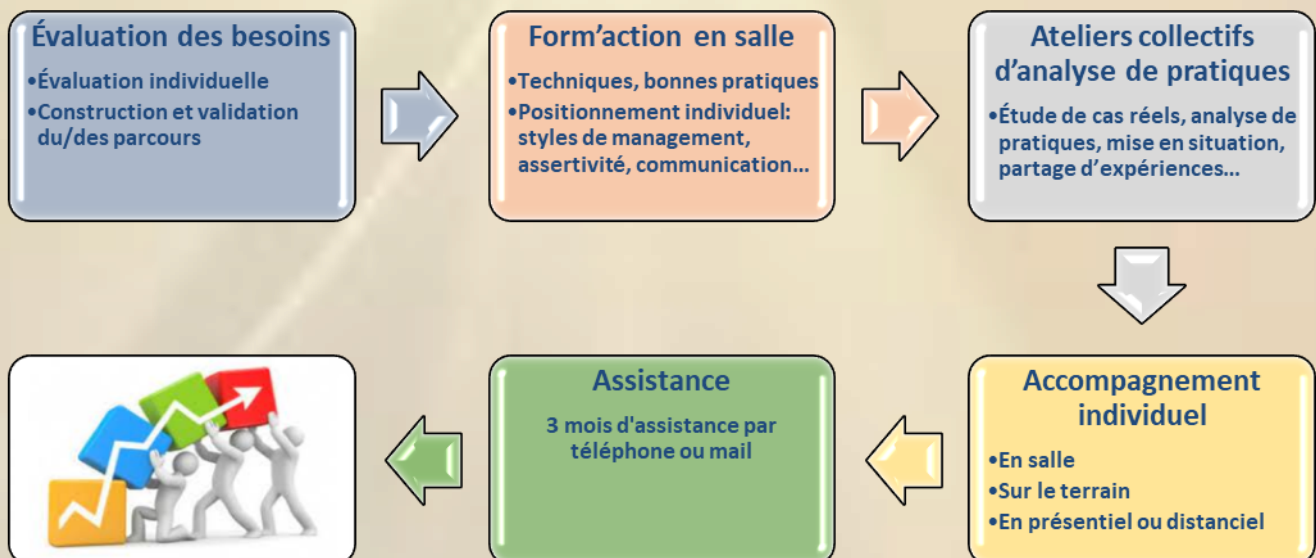 Évaluation des besoins
•Évaluation individuelle
•Construction et validation
du/des parcours
Form’action en salle
•Techniques, bonnes pratiques
•Positionnement individuel:
styles de management,
assertivité, communication…
Ateliers collectifs
d’analyse de pratiques
•Étude de cas réels, analyse de
pratiques, mise en situation,
partage d’expériences…
Accompagnement
individuel
•En salle
•Sur le terrain
•En présentiel ou distanciel
Assistance
3 mois d'assistance par
téléphone ou mail